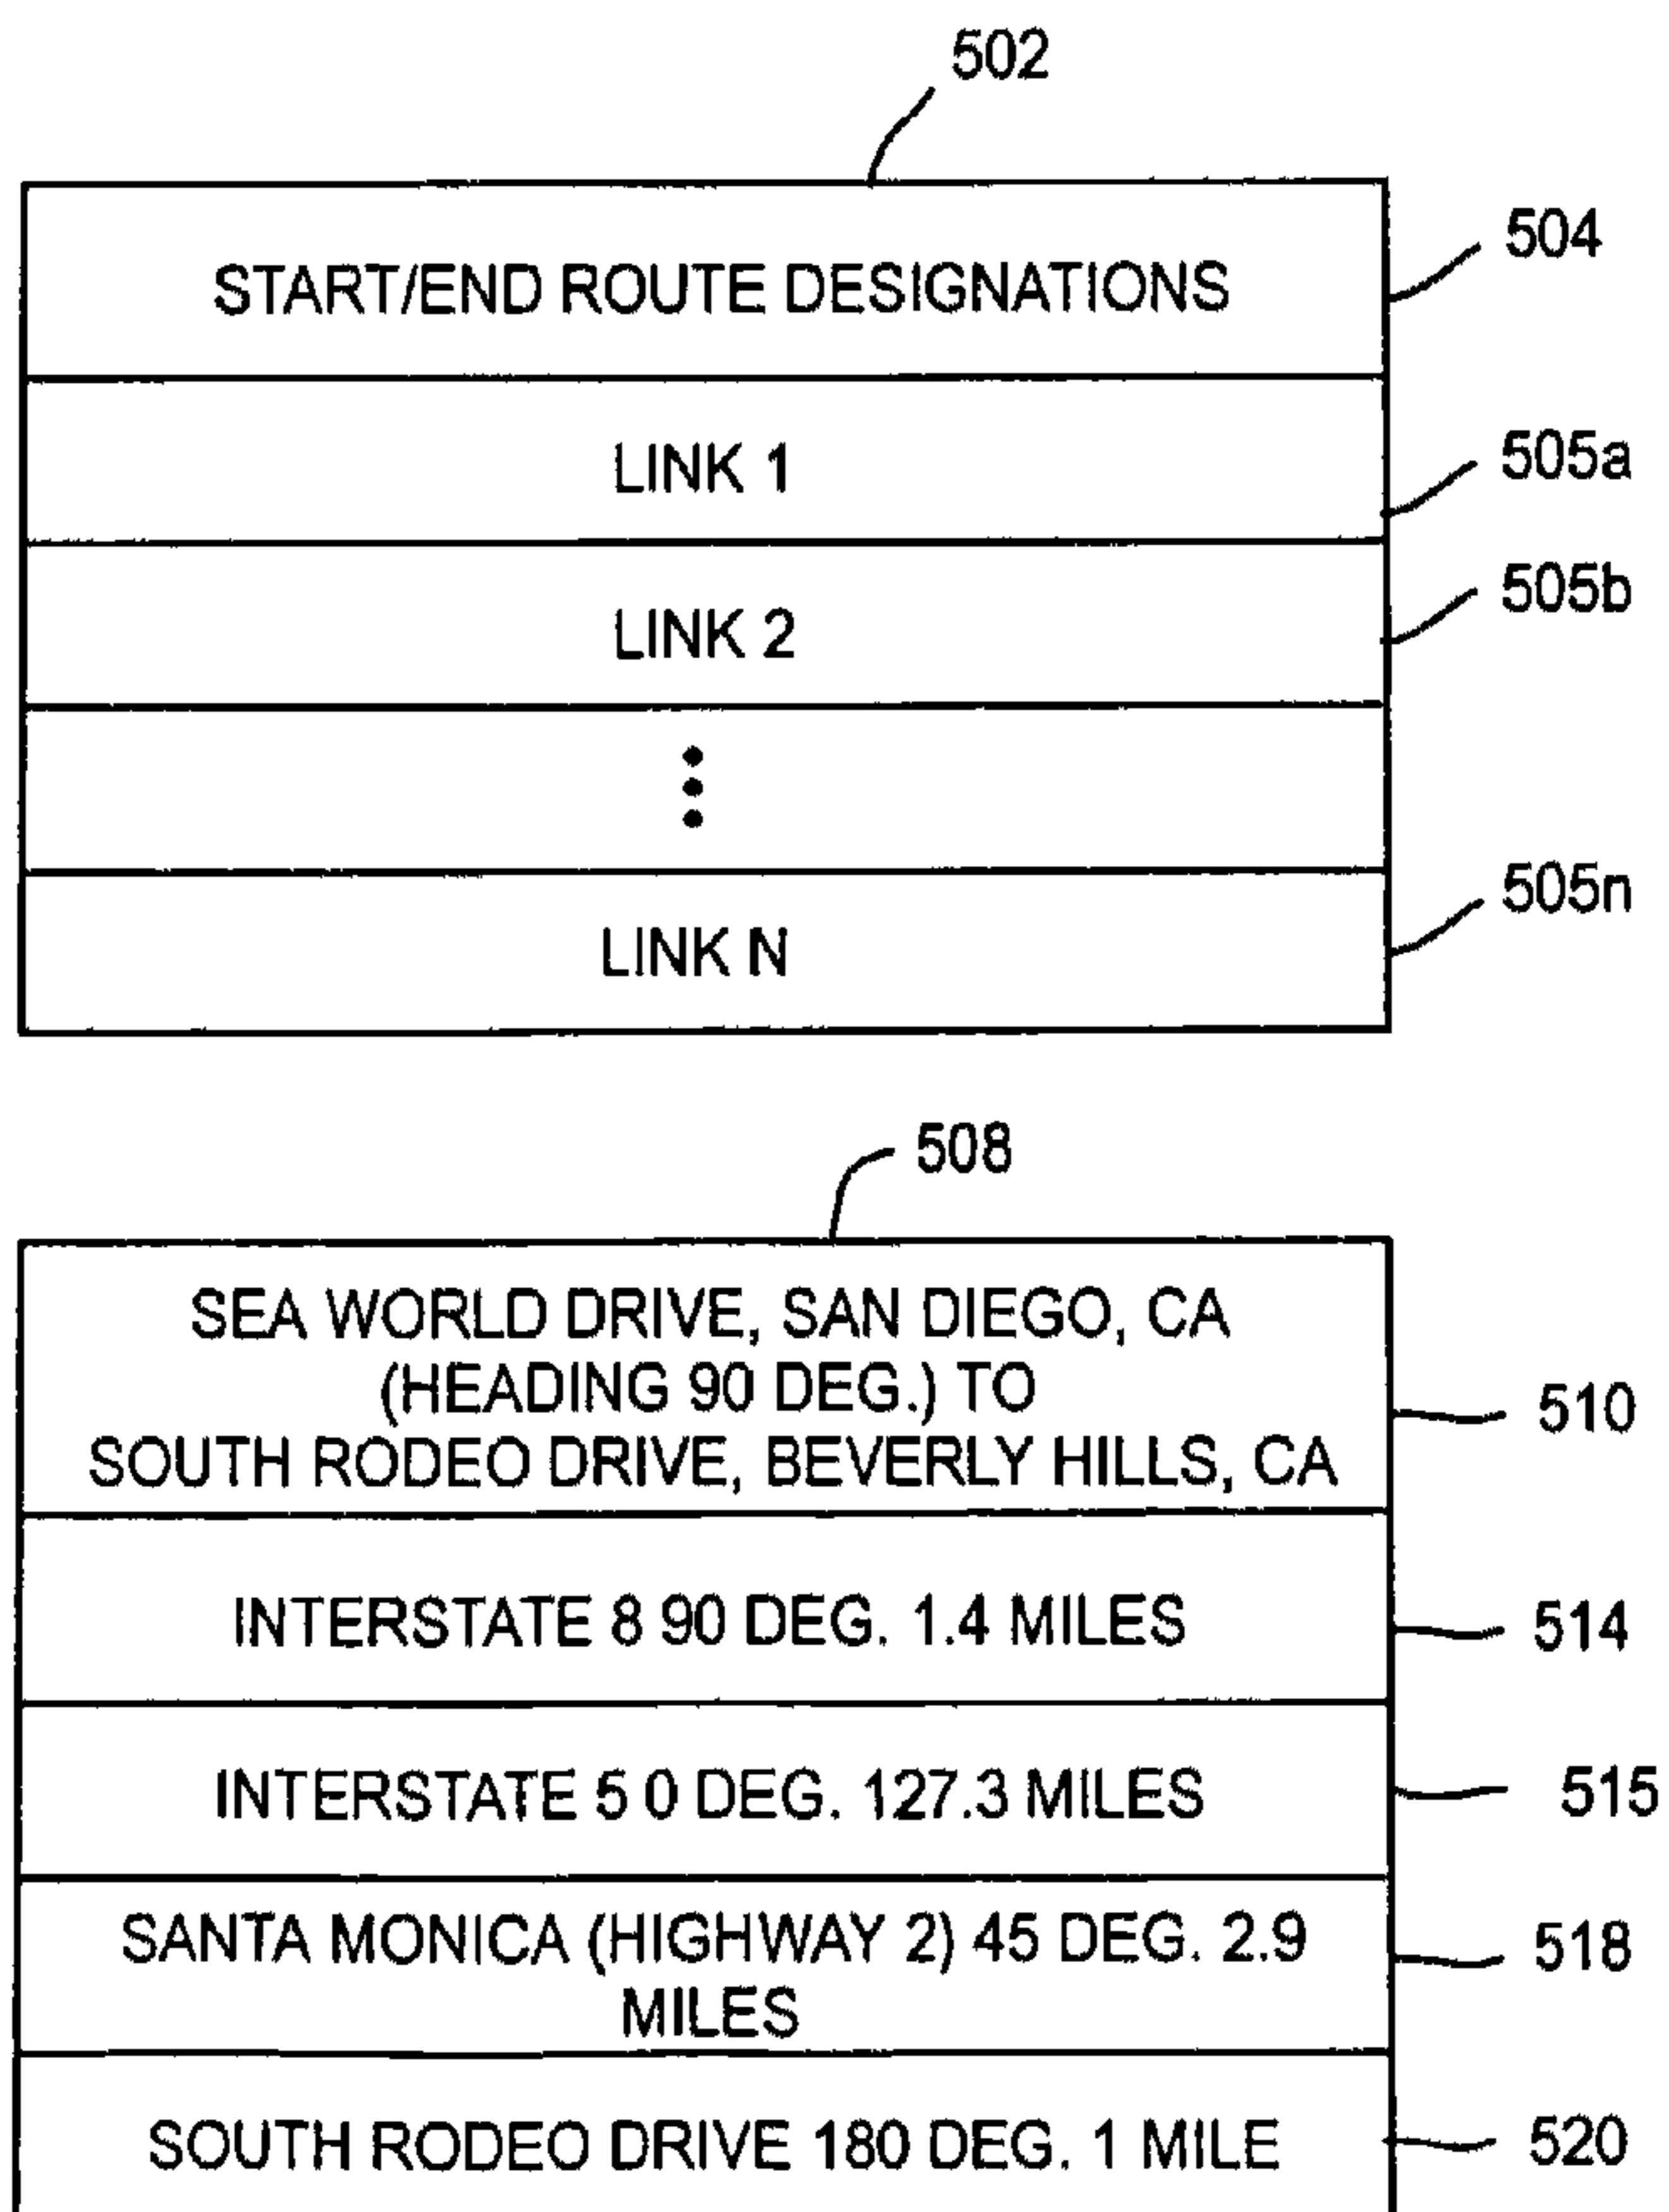 502
START/END ROUTE DESIGNATIONS
504
LINK 1
505a
LINK 2
505b
LINK N
505n
508
SEA WORLD DRIVE, SAN DIEGO, CA
(HEADING 90 DEG.) TO
SOUTH RODEO DRIVE, BEVERLY HILLS, CA
510
INTERSTATE 8 90 DEG. 1.4 MILES
514
INTERSTATE 5 0 DEG. 127.3 MILES
515
SANTA MONICA (HIGHWAY 2) 45 DEG. 2.9
MILES
518
SOUTH RODEO DRIVE 180 DEG. 1 MILE
520